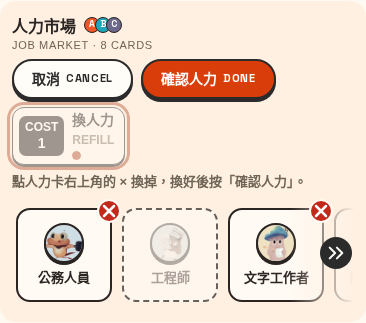 人力市場 A B C
JOB MARKET · 8 CARDS
取消 CANCEL
確認人力 DONE
COST 1
換人力
REFILL
點人力卡右上角的 × 換掉，換好後按「確認人力」。
公務人員
工程師
文字工作者